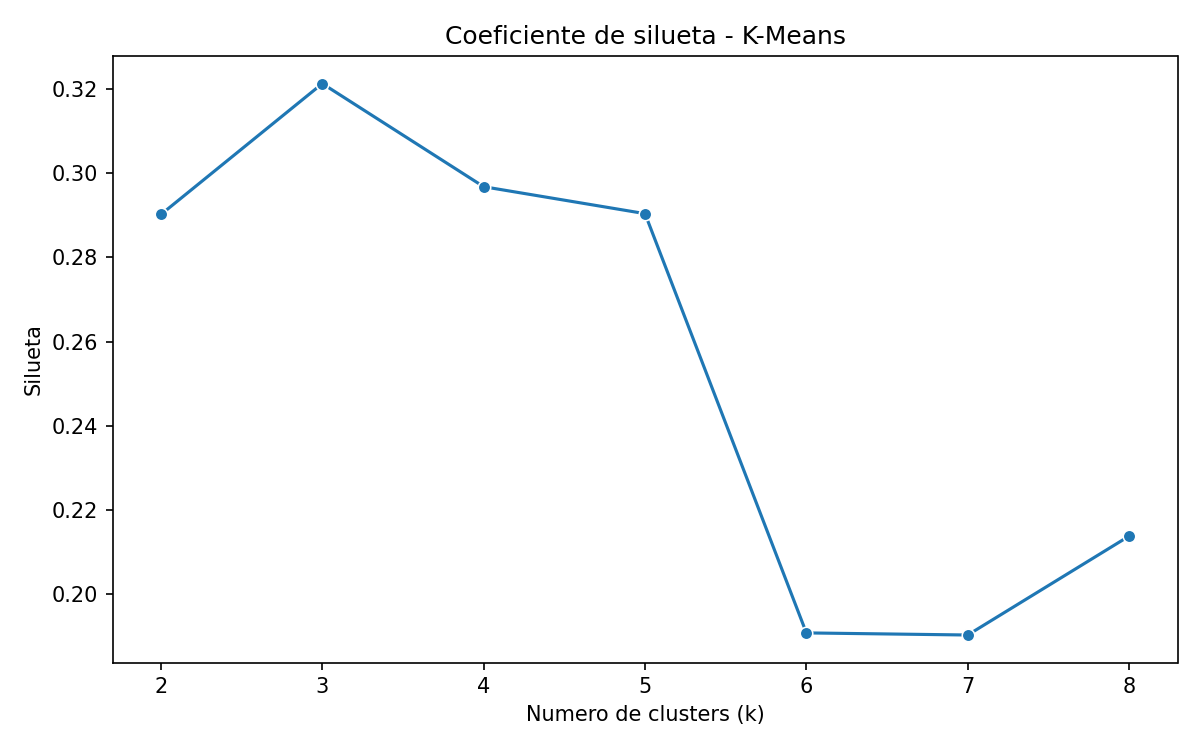 Coeficiente de silueta - K-Means
0.32
0.30
0.28
0.26
0.24
0.22
0.20
Silueta
2 3 4 5 6 7 8
Numero de clusters (k)